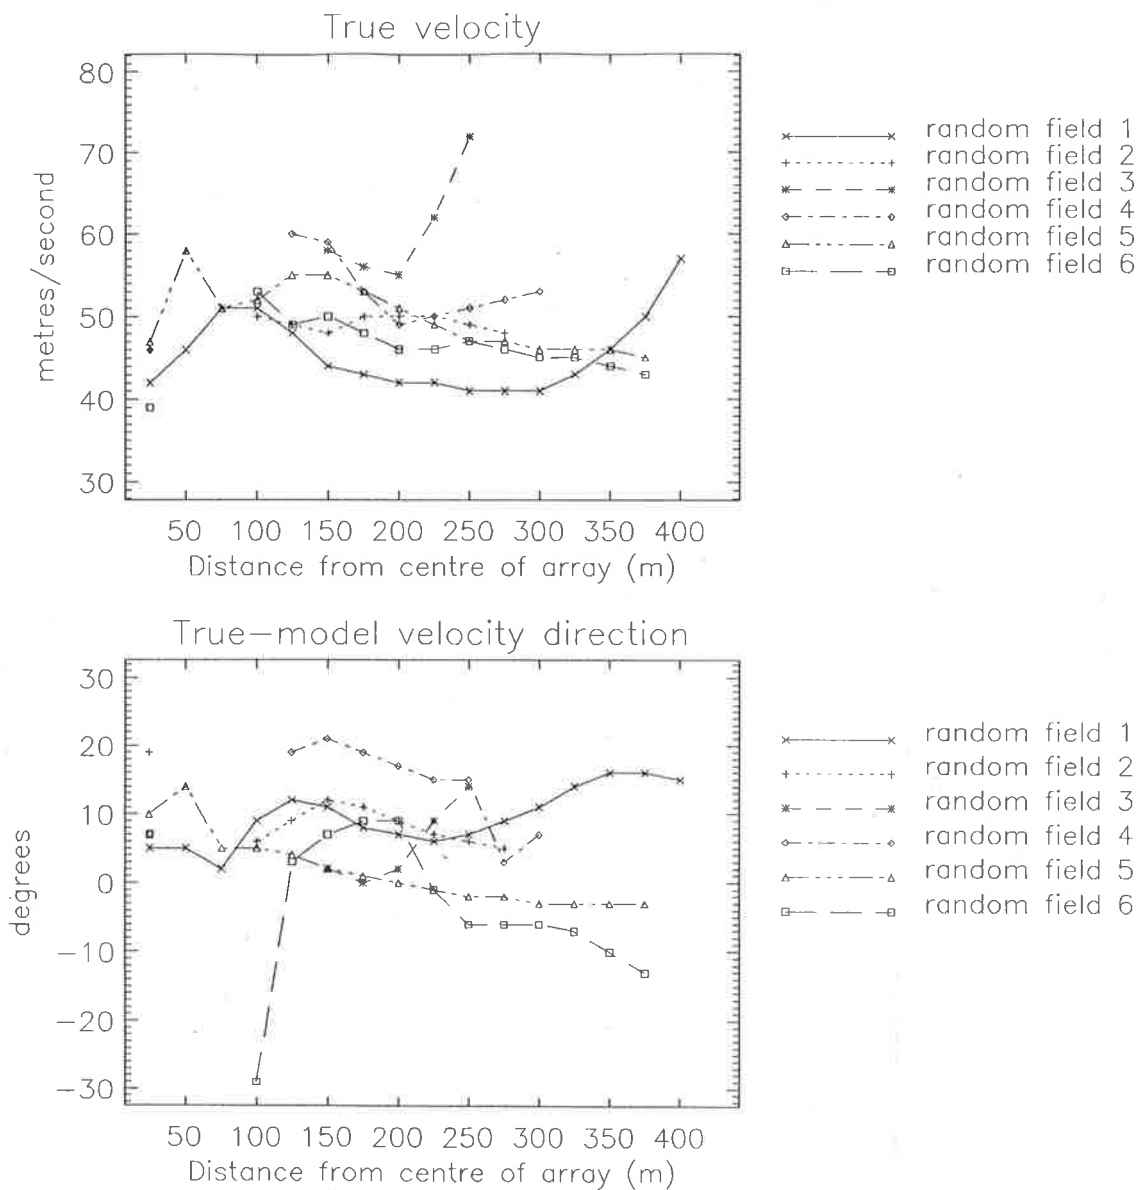 True velocity
80
70
60
50
40
30
metres/second
50 100 150 200 250 300 350 400
Distance from centre of array (m)
random field 1
random field 2
random field 3
random field 4
random field 5
random field 6
True-model velocity direction
30
20
10
0
-10
-20
-30
degrees
50 100 150 200 250 300 350 400
Distance from centre of array (m)
random field 1
random field 2
random field 3
random field 4
random field 5
random field 6